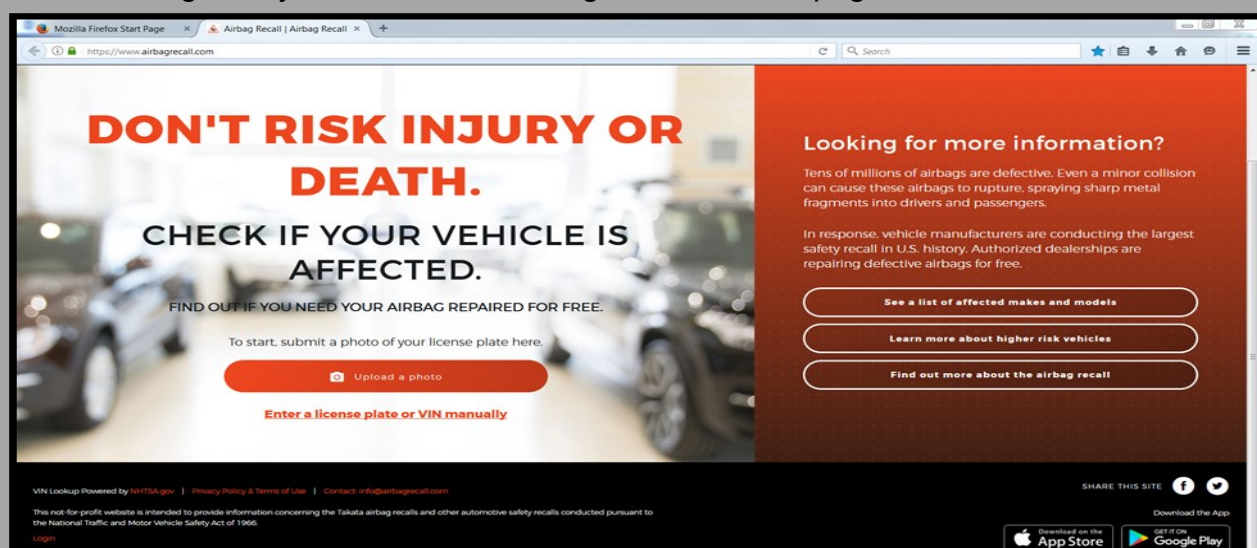 Mozilla Firefox Start Page
Airbag Recall | Airbag Recall
https://www.airbagrecall.com
Search
DON'T RISK INJURY OR
DEATH.
CHECK IF YOUR VEHICLE IS
AFFECTED.
FIND OUT IF YOU NEED YOUR AIRBAG REPAIRED FOR FREE.
To start, submit a photo of your license plate here.
Upload a photo
Enter a license plate or VIN manually
Looking for more information?
Tens of millions of airbags are defective. Even a minor collision
can cause these airbags to rupture, spraying sharp metal
fragments into drivers and passengers.
In response, vehicle manufacturers are conducting the largest
safety recall in U.S. history. Authorized dealerships are
repairing defective airbags for free.
See a list of affected makes and models
Learn more about higher risk vehicles
Find out more about the airbag recall
VIN Lookup Powered by NHTSA.gov | Privacy Policy & Terms of Use | Contact: info@airbagrecall.com
This not-for-profit website is intended to provide information concerning the Takata airbag recalls and other automotive safety recalls conducted pursuant to
the National Traffic and Motor Vehicle Safety Act of 1966.
Login
SHARE THIS SITE
Download the App:
Download on the
App Store
GET IT ON
Google Play